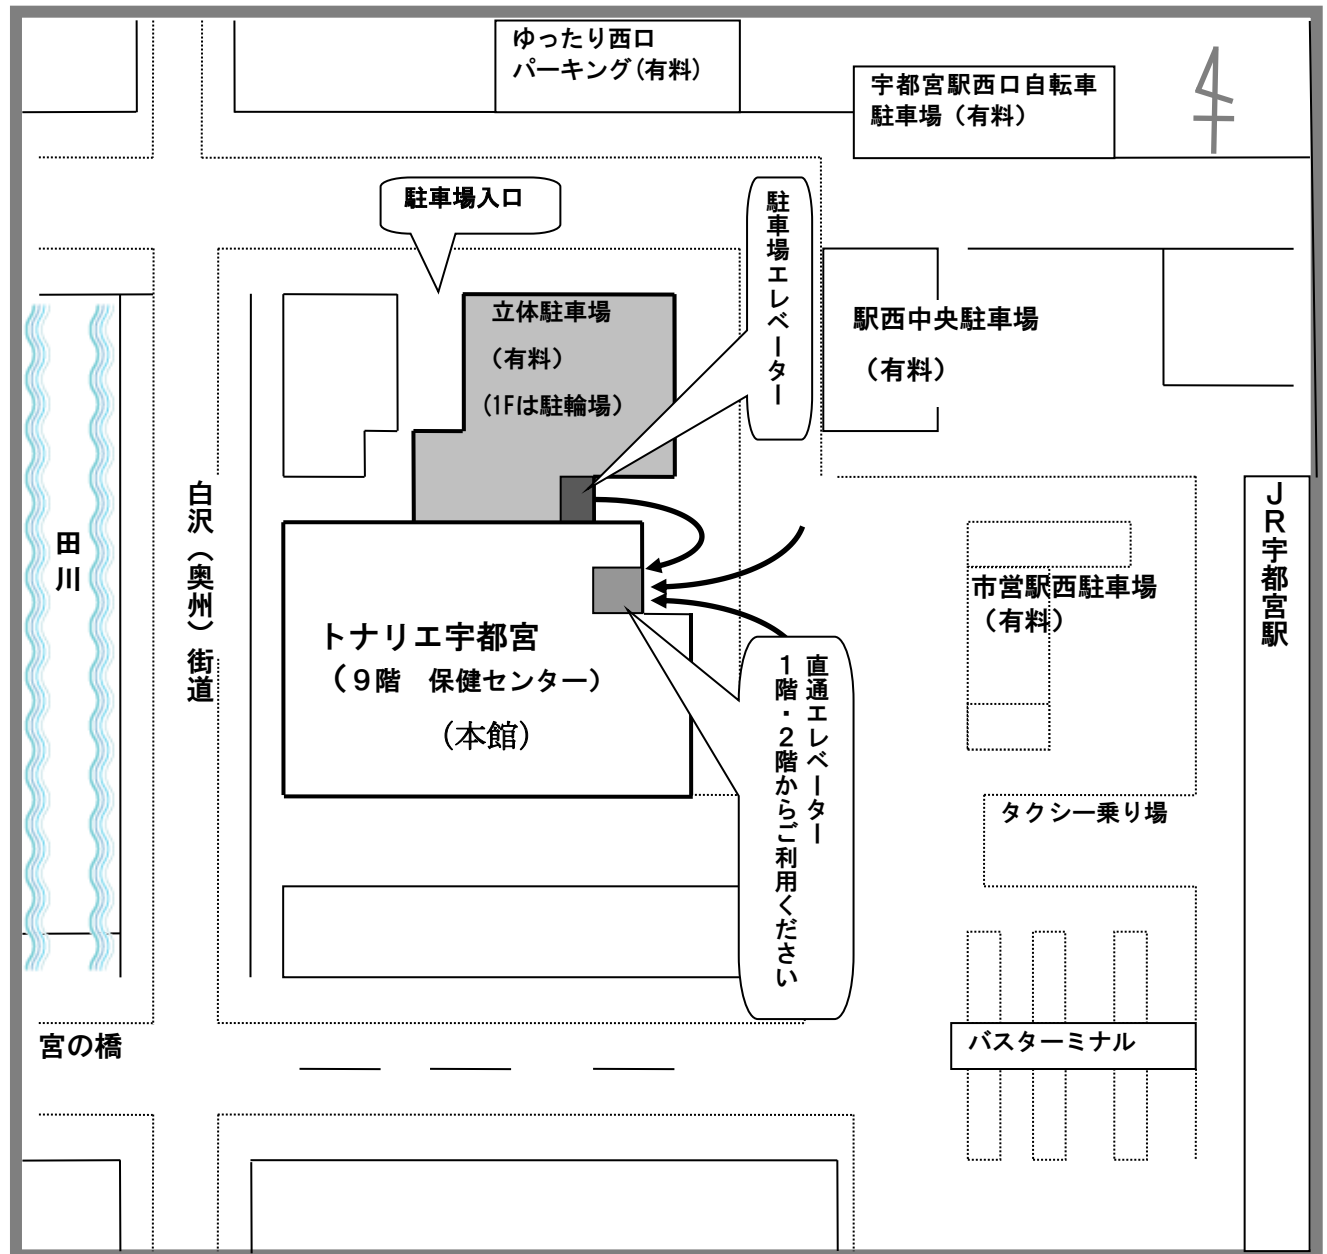 ゆったり西口
パーキング(有料)
宇都宮駅西口自転車
駐車場（有料）
駐車場入口
駐車場エレベーター
立体駐車場
（有料）
(1Fは駐輪場）
駅西中央駐車場
（有料）
白沢（奥州）街道
田川
JR宇都宮駅
市営駅西駐車場
（有料）
トナリエ宇都宮
（９階　保健センター）
（本館）
直通エレベーター
１階・２階からご利用ください
タクシー乗り場
宮の橋
バスターミナル